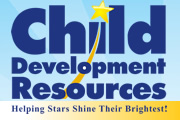 Child
Development
Resources
Helping Stars Shine Their Brightest!